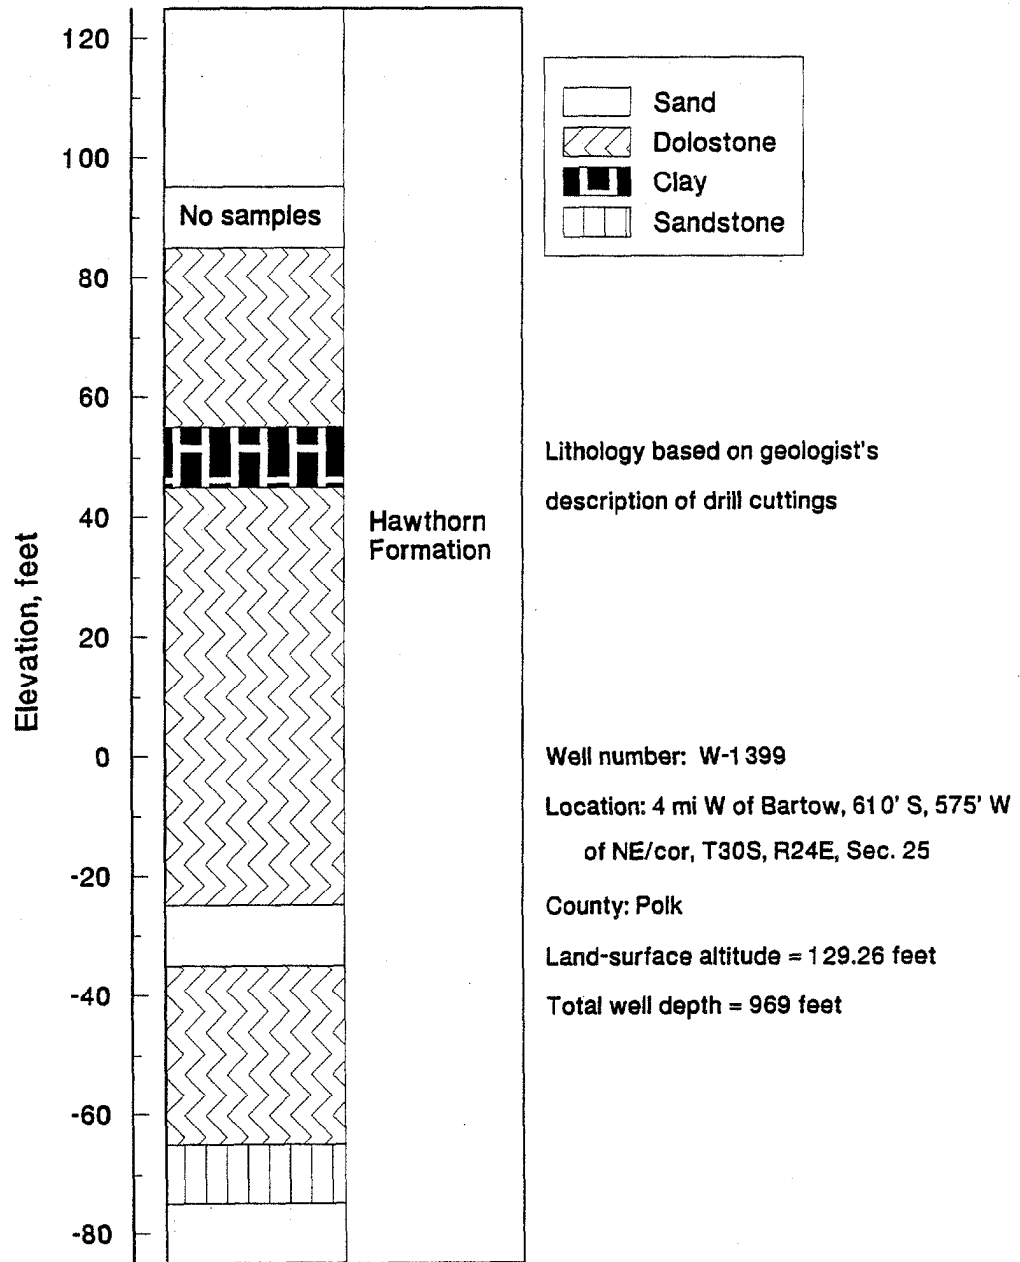 120
100
80
60
40
20
0
-20
-40
-60
-80
Elevation, feet
No samples
Hawthorn
Formation
Sand
Dolostone
Clay
Sandstone
Lithology based on geologist's
description of drill cuttings
Well number: W-1399
Location: 4 mi W of Bartow, 610' S, 575' W
of NE/cor, T30S, R24E, Sec. 25
County: Polk
Land-surface altitude = 129.26 feet
Total well depth = 969 feet